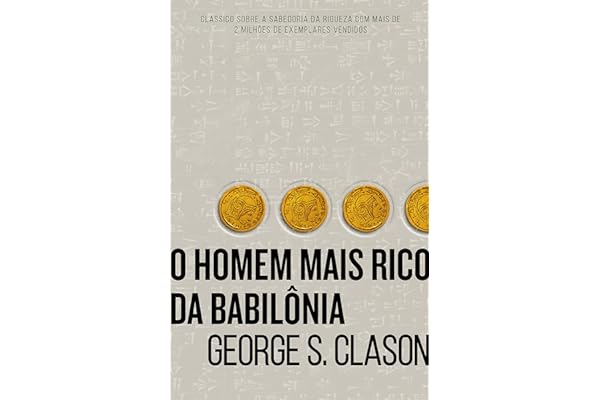 CLÁSSICO SOBRE A SABEDORIA DA RIQUEZA COM MAIS DE
2 MILHÕES DE EXEMPLARES VENDIDOS
O HOMEM MAIS RICO
DA BABILÔNIA
GEORGE S. CLASON